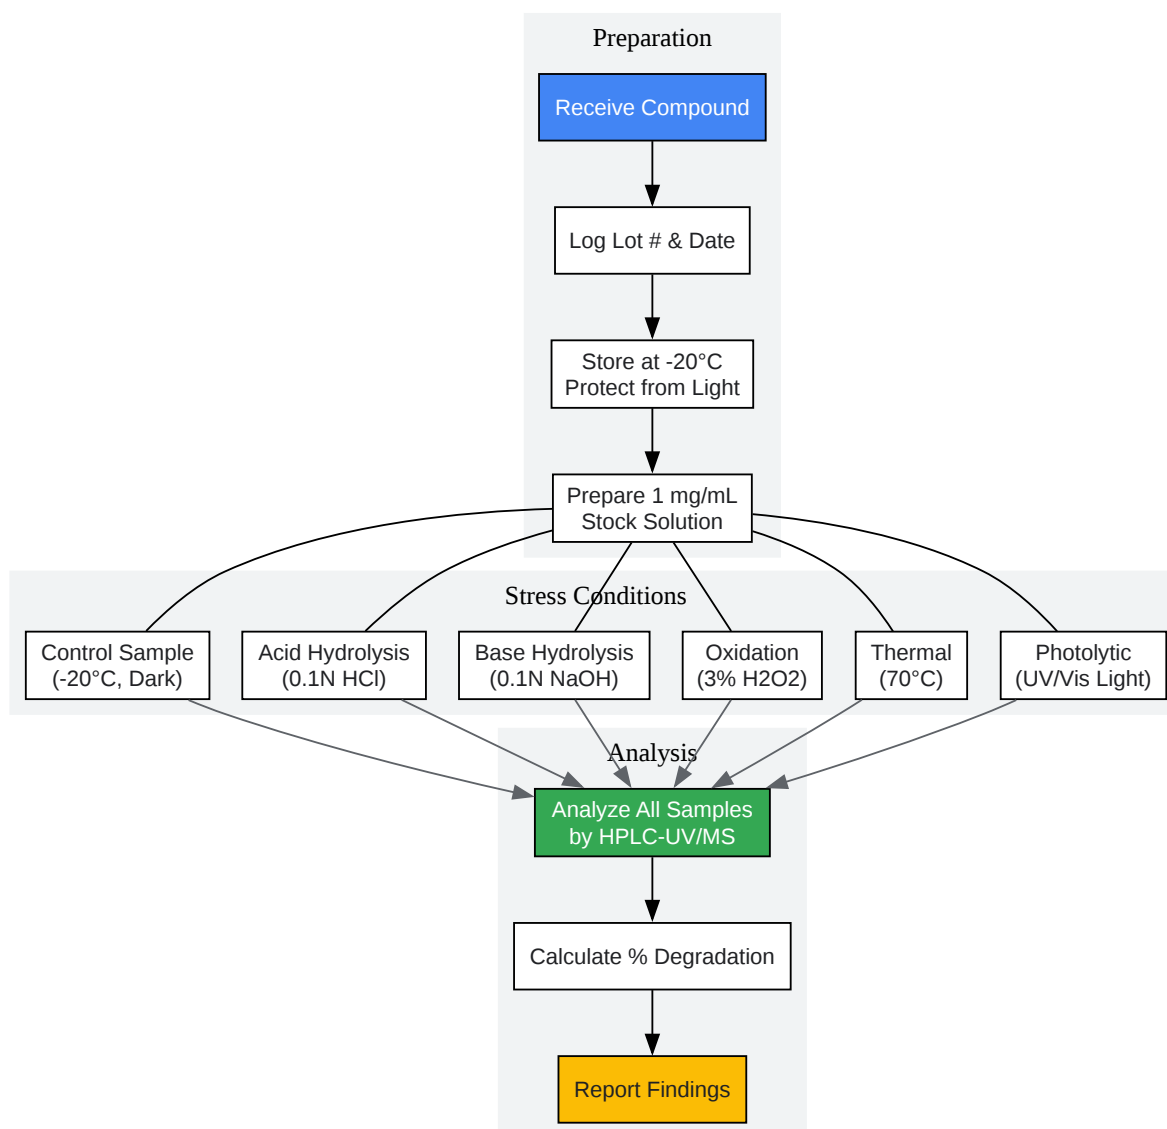 Preparation
Receive Compound
Log Lot # & Date
Store at -20°C
Protect from Light
Prepare 1 mg/mL
Stock Solution
Stress Conditions
Control Sample
(-20°C, Dark)
Acid Hydrolysis
(0.1N HCl)
Base Hydrolysis
(0.1N NaOH)
Oxidation
(3% H2O2)
Thermal
(70°C)
Photolytic
(UV/Vis Light)
Analysis
Analyze All Samples
by HPLC-UV/MS
Calculate % Degradation
Report Findings